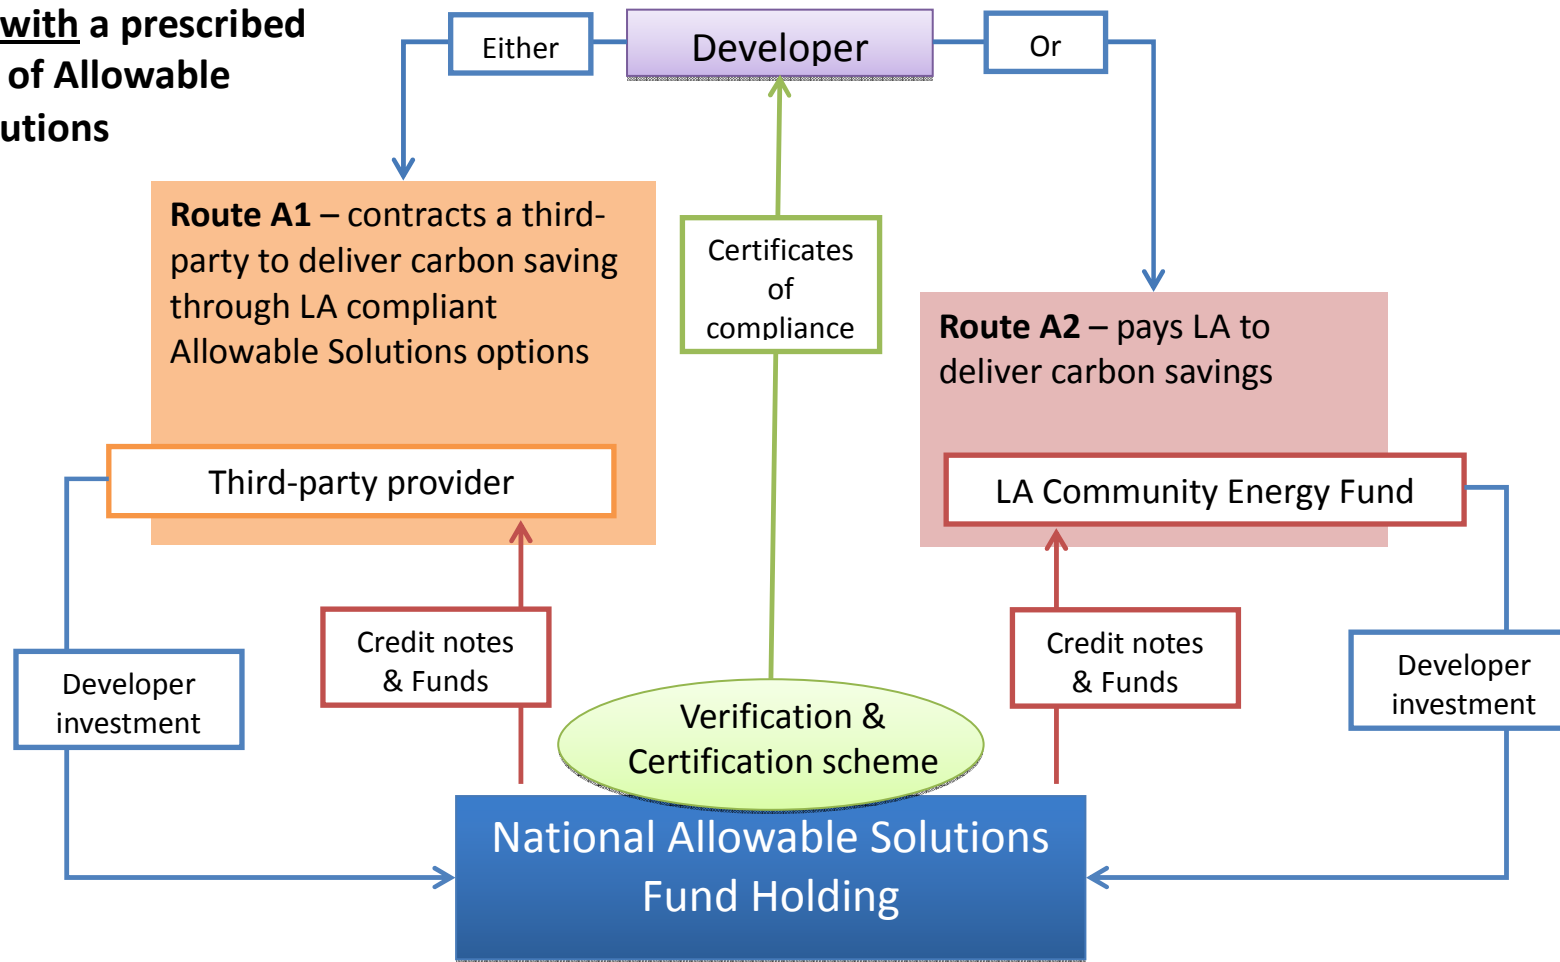 with a prescribed
of Allowable
utions
Either
Developer
Or
Route A1 – contracts a third-
party to deliver carbon saving
through LA compliant
Allowable Solutions options
Certificates
of
compliance
Route A2 – pays LA to
deliver carbon savings
Third-party provider
LA Community Energy Fund
Credit notes
& Funds
Credit notes
& Funds
Developer
investment
Developer
investment
Verification &
Certification scheme
National Allowable Solutions
Fund Holding